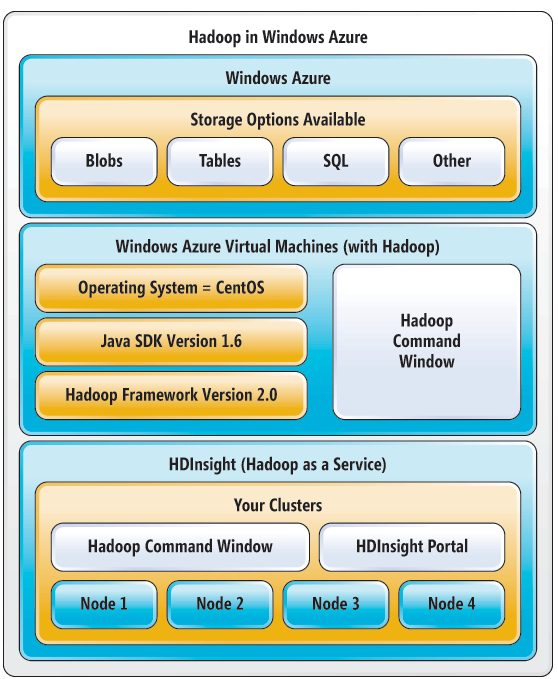 Hadoop in Windows Azure
Windows Azure
Storage Options Available
Blobs
Tables
SQL
Other
Windows Azure Virtual Machines (with Hadoop)
Operating System = CentOS
Java SDK Version 1.6
Hadoop Framework Version 2.0
Hadoop
Command
Window
HDInsight (Hadoop as a Service)
Your Clusters
Hadoop Command Window
HDInsight Portal
Node 1
Node 2
Node 3
Node 4